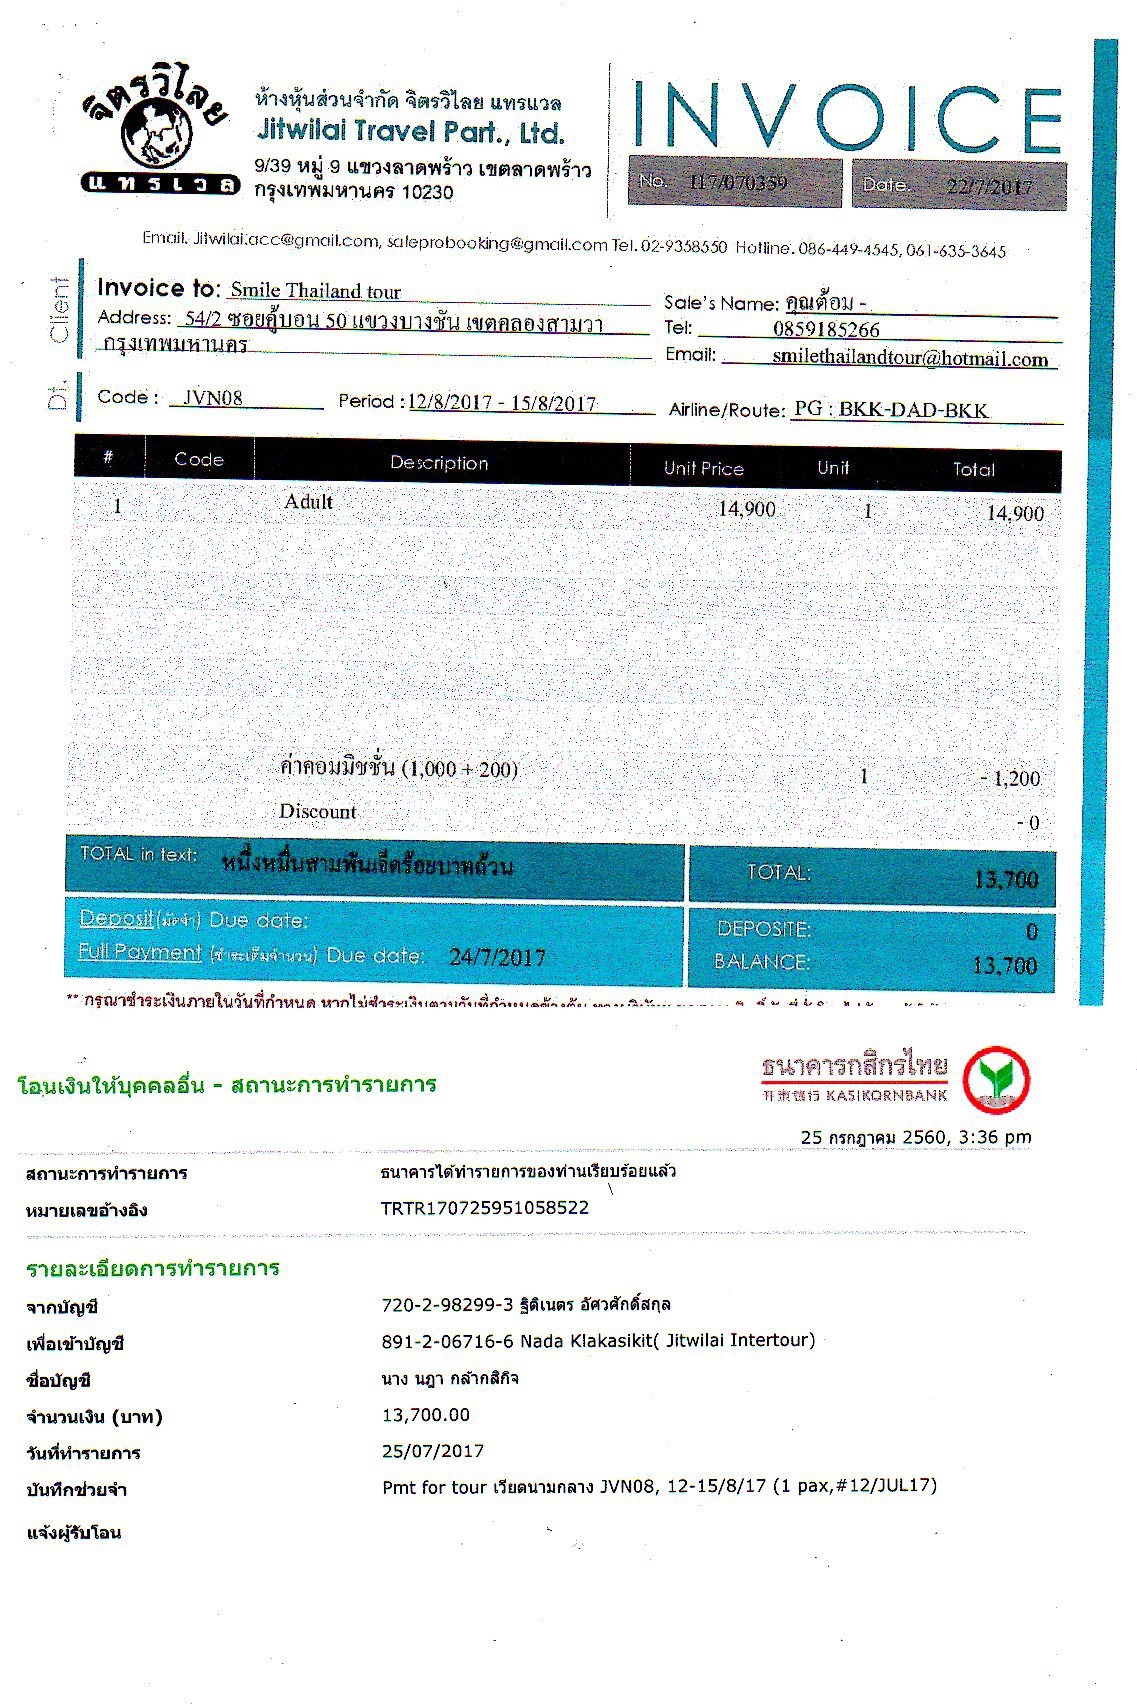 จิตรวิไลย
แทรเวล
ห้างหุ้นส่วนจำกัด จิตรวิไลย แทรแวล
Jitwilai Travel Part., Ltd.
9/39 หมู่ 9 แขวงลาดพร้าว เขตลาดพร้าว
กรุงเทพมหานคร 10230
INVOICE
No. 117/070359 Date. 22/7/2017
Email. Jitwilai.acc@gmail.com, saleprobooking@gmail.com Tel. 02-9358550 Hotline. 086-449-4545, 061-635-3645
Client
Invoice to: Smile Thailand tour
Address: 54/2 ซอยคู้บอน 50 แขวงบางชัน เขตคลองสามวา
กรุงเทพมหานคร
Sale's Name: คุณต้อม -
Tel: 0859185266
Email: smilethailandtour@hotmail.com
Dt.
Code : JVN08 Period : 12/8/2017 - 15/8/2017 Airline/Route: PG : BKK-DAD-BKK
# Code Description Unit Price Unit Total
1 Adult 14,900 1 14,900
ค่าคอมมิชชั่น (1,000 + 200) 1 - 1,200
Discount - 0
TOTAL in text: หนึ่งหมื่นสามพันเจ็ดร้อยบาทถ้วน TOTAL: 13,700
Deposit (มัดจำ) Due date: DEPOSITE: 0
Full Payment (ชำระเต็มจำนวน) Due date: 24/7/2017 BALANCE: 13,700
** กรุณาชำระเงินภายในวันที่กำหนด หากไม่ชำระเงินตามวันที่กำหนดข้างต้น
ธนาคารกสิกรไทย
开泰银行 KASIKORNBANK
โอนเงินให้บุคคลอื่น - สถานะการทำรายการ
25 กรกฎาคม 2560, 3:36 pm
สถานะการทำรายการ ธนาคารได้ทำรายการของท่านเรียบร้อยแล้ว
หมายเลขอ้างอิง TRTR170725951058522
รายละเอียดการทำรายการ
จากบัญชี 720-2-98299-3 ฐิติเนตร อัศวศักดิ์สกุล
เพื่อเข้าบัญชี 891-2-06716-6 Nada Klakasikit( Jitwilai Intertour)
ชื่อบัญชี นาง นฎา กล้ากสิกิจ
จำนวนเงิน (บาท) 13,700.00
วันที่ทำรายการ 25/07/2017
บันทึกช่วยจำ Pmt for tour เวียดนามกลาง JVN08, 12-15/8/17 (1 pax,#12/JUL17)
แจ้งผู้รับโอน